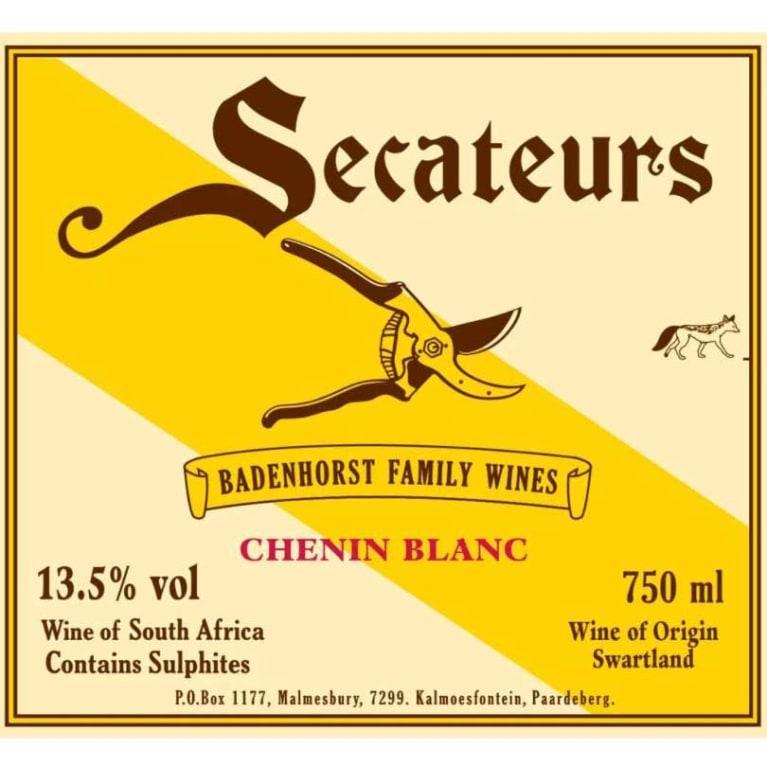 Secateurs
BADENHORST FAMILY WINES
CHENIN BLANC
13.5% vol
750 ml
Wine of South Africa
Contains Sulphites
Wine of Origin
Swartland
P.O.Box 1177, Malmesbury, 7299. Kalmoesfontein, Paardeberg.